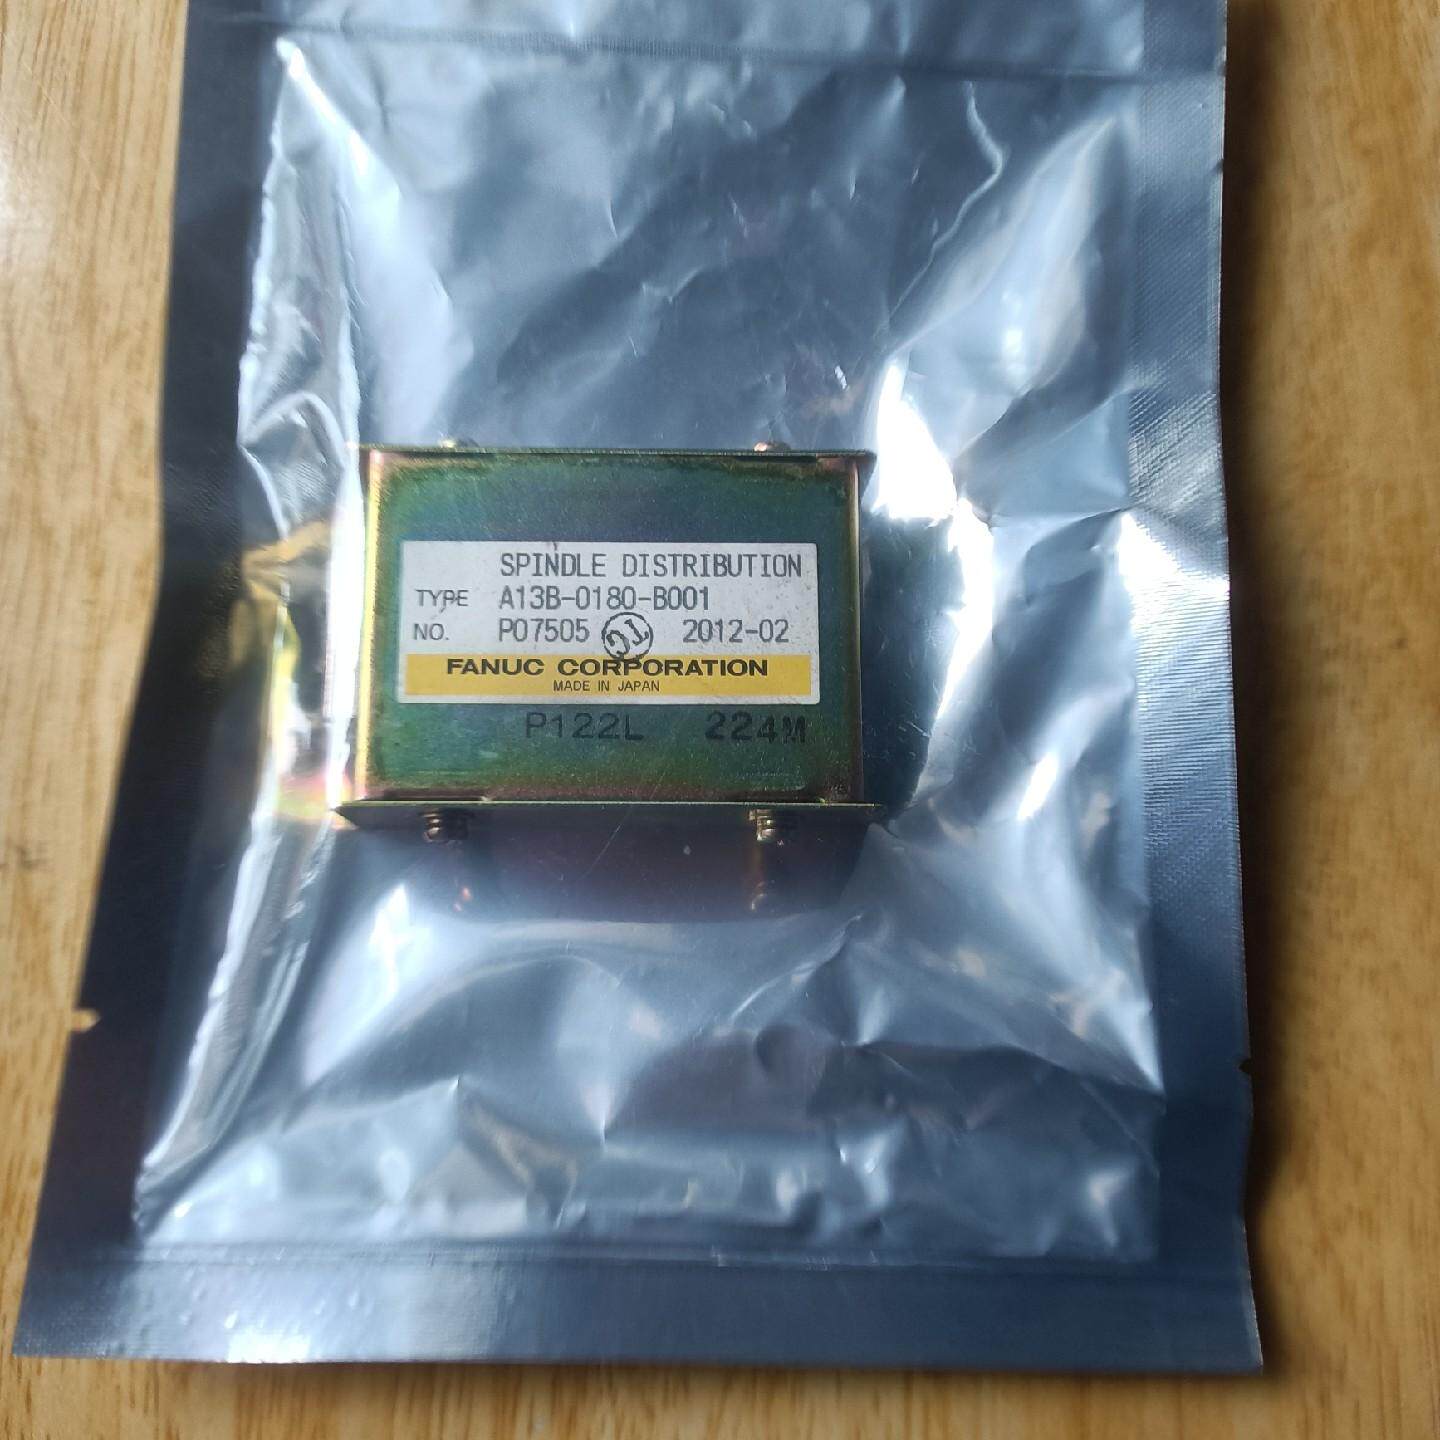 SPINDLE DISTRIBUTION
TYPE A13B-0180-B001
NO. P07505 2012-02
FANUC CORPORATION
MADE IN JAPAN
P122L 224M